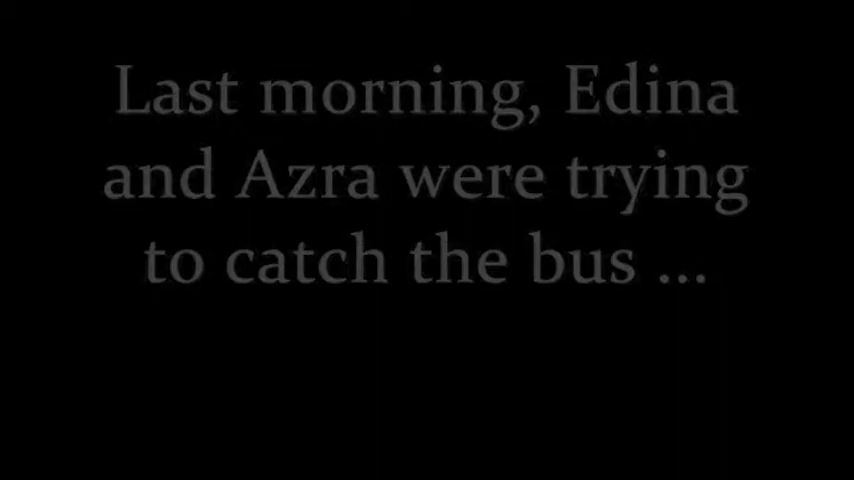 Last morning, Edina
and Azra were trying
to catch the bus ...